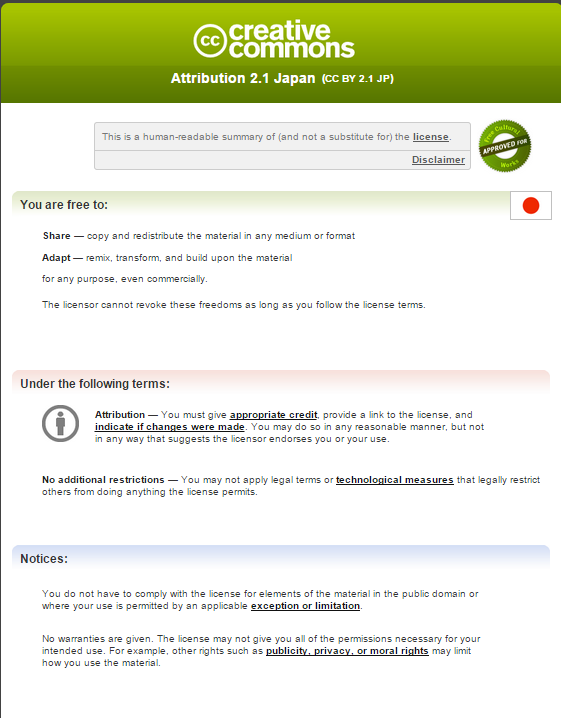 cc creative
commons
Attribution 2.1 Japan (CC BY 2.1 JP)
This is a human-readable summary of (and not a substitute for) the license.
Disclaimer
Free Cultural
APPROVED FOR
Works
You are free to:
Share — copy and redistribute the material in any medium or format
Adapt — remix, transform, and build upon the material
for any purpose, even commercially.
The licensor cannot revoke these freedoms as long as you follow the license terms.
Under the following terms:
Attribution — You must give appropriate credit, provide a link to the license, and
indicate if changes were made. You may do so in any reasonable manner, but not
in any way that suggests the licensor endorses you or your use.
No additional restrictions — You may not apply legal terms or technological measures that legally restrict
others from doing anything the license permits.
Notices:
You do not have to comply with the license for elements of the material in the public domain or
where your use is permitted by an applicable exception or limitation.
No warranties are given. The license may not give you all of the permissions necessary for your
intended use. For example, other rights such as publicity, privacy, or moral rights may limit
how you use the material.